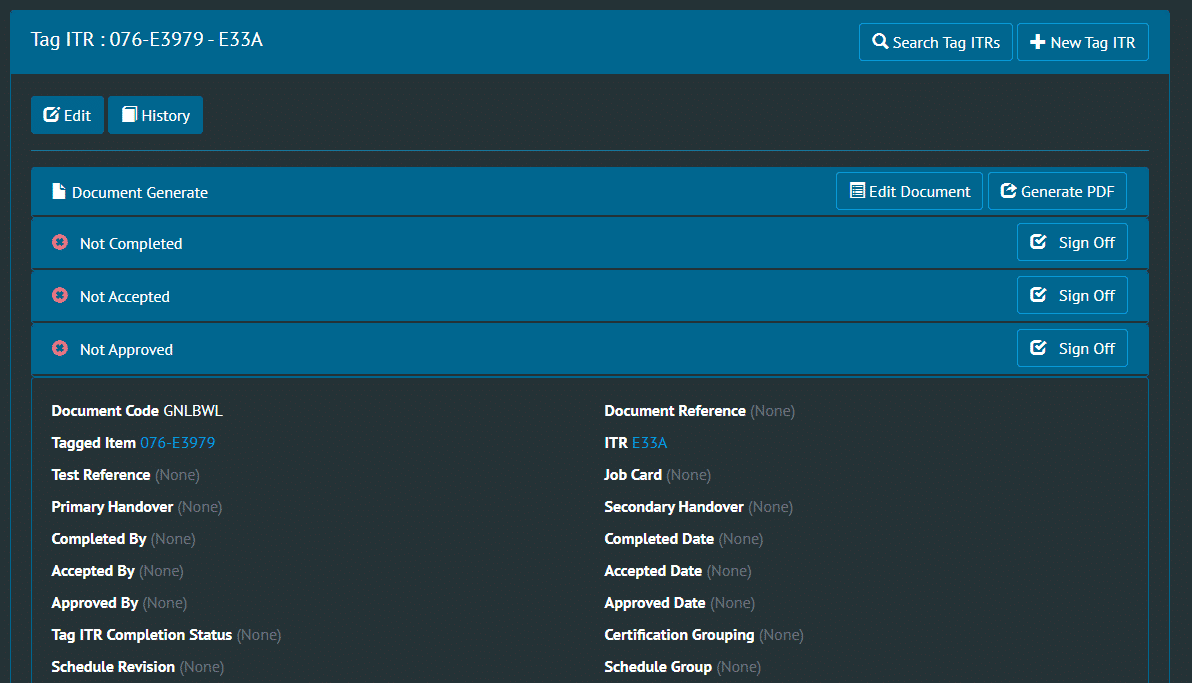 Tag ITR : 076-E3979 - E33A
Search Tag ITRs
New Tag ITR
Edit
History
Document Generate
Edit Document
Generate PDF
Not Completed
Sign Off
Not Accepted
Sign Off
Not Approved
Sign Off
Document Code GNLBWL
Document Reference (None)
Tagged Item 076-E3979
ITR E33A
Test Reference (None)
Job Card (None)
Primary Handover (None)
Secondary Handover (None)
Completed By (None)
Completed Date (None)
Accepted By (None)
Accepted Date (None)
Approved By (None)
Approved Date (None)
Tag ITR Completion Status (None)
Certification Grouping (None)
Schedule Revision (None)
Schedule Group (None)